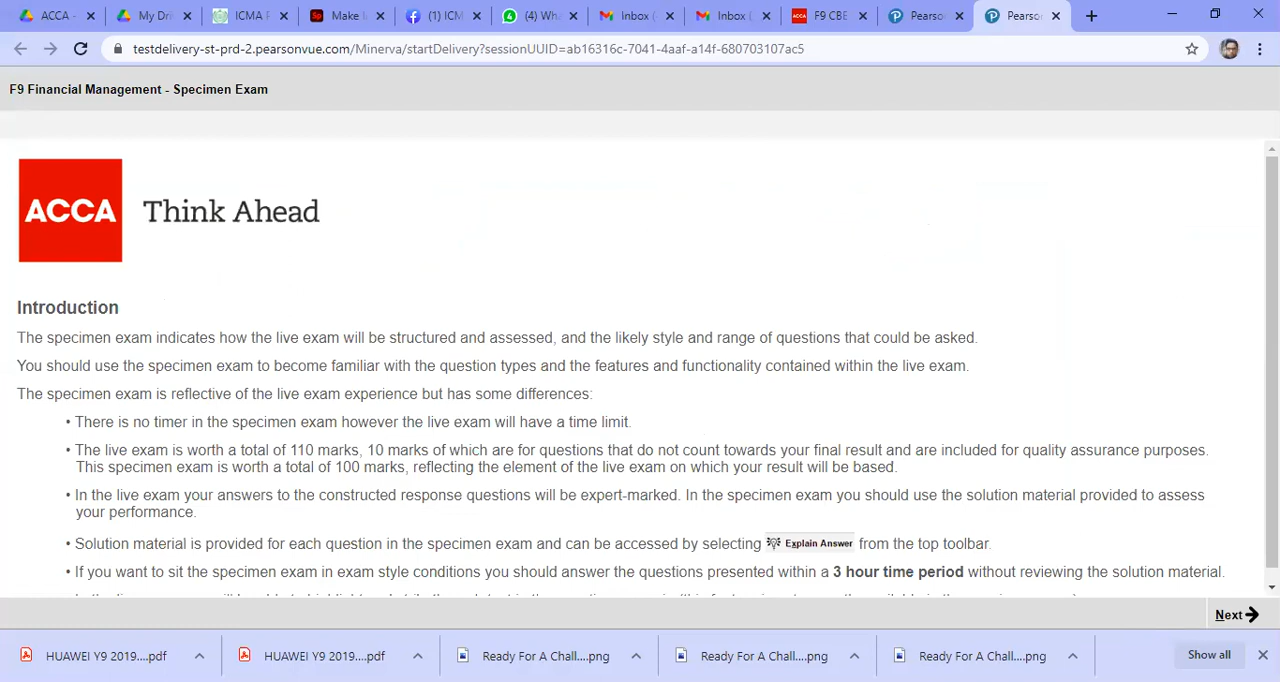 ACCA -
My Dri
ICMA P
Make I
(1) ICM
(4) Wha
Inbox (
Inbox (
F9 CBE
Pearson
Pearso
testdelivery-st-prd-2.pearsonvue.com/Minerva/startDelivery?sessionUUID=ab16316c-7041-4aaf-a14f-680703107ac5
F9 Financial Management - Specimen Exam
ACCA Think Ahead
Introduction
The specimen exam indicates how the live exam will be structured and assessed, and the likely style and range of questions that could be asked.
You should use the specimen exam to become familiar with the question types and the features and functionality contained within the live exam.
The specimen exam is reflective of the live exam experience but has some differences:
• There is no timer in the specimen exam however the live exam will have a time limit.
• The live exam is worth a total of 110 marks, 10 marks of which are for questions that do not count towards your final result and are included for quality assurance purposes.
This specimen exam is worth a total of 100 marks, reflecting the element of the live exam on which your result will be based.
• In the live exam your answers to the constructed response questions will be expert-marked. In the specimen exam you should use the solution material provided to assess
your performance.
• Solution material is provided for each question in the specimen exam and can be accessed by selecting Explain Answer from the top toolbar.
• If you want to sit the specimen exam in exam style conditions you should answer the questions presented within a 3 hour time period without reviewing the solution material.
Next
HUAWEI Y9 2019....pdf
HUAWEI Y9 2019....pdf
Ready For A Chall....png
Ready For A Chall....png
Ready For A Chall....png
Show all